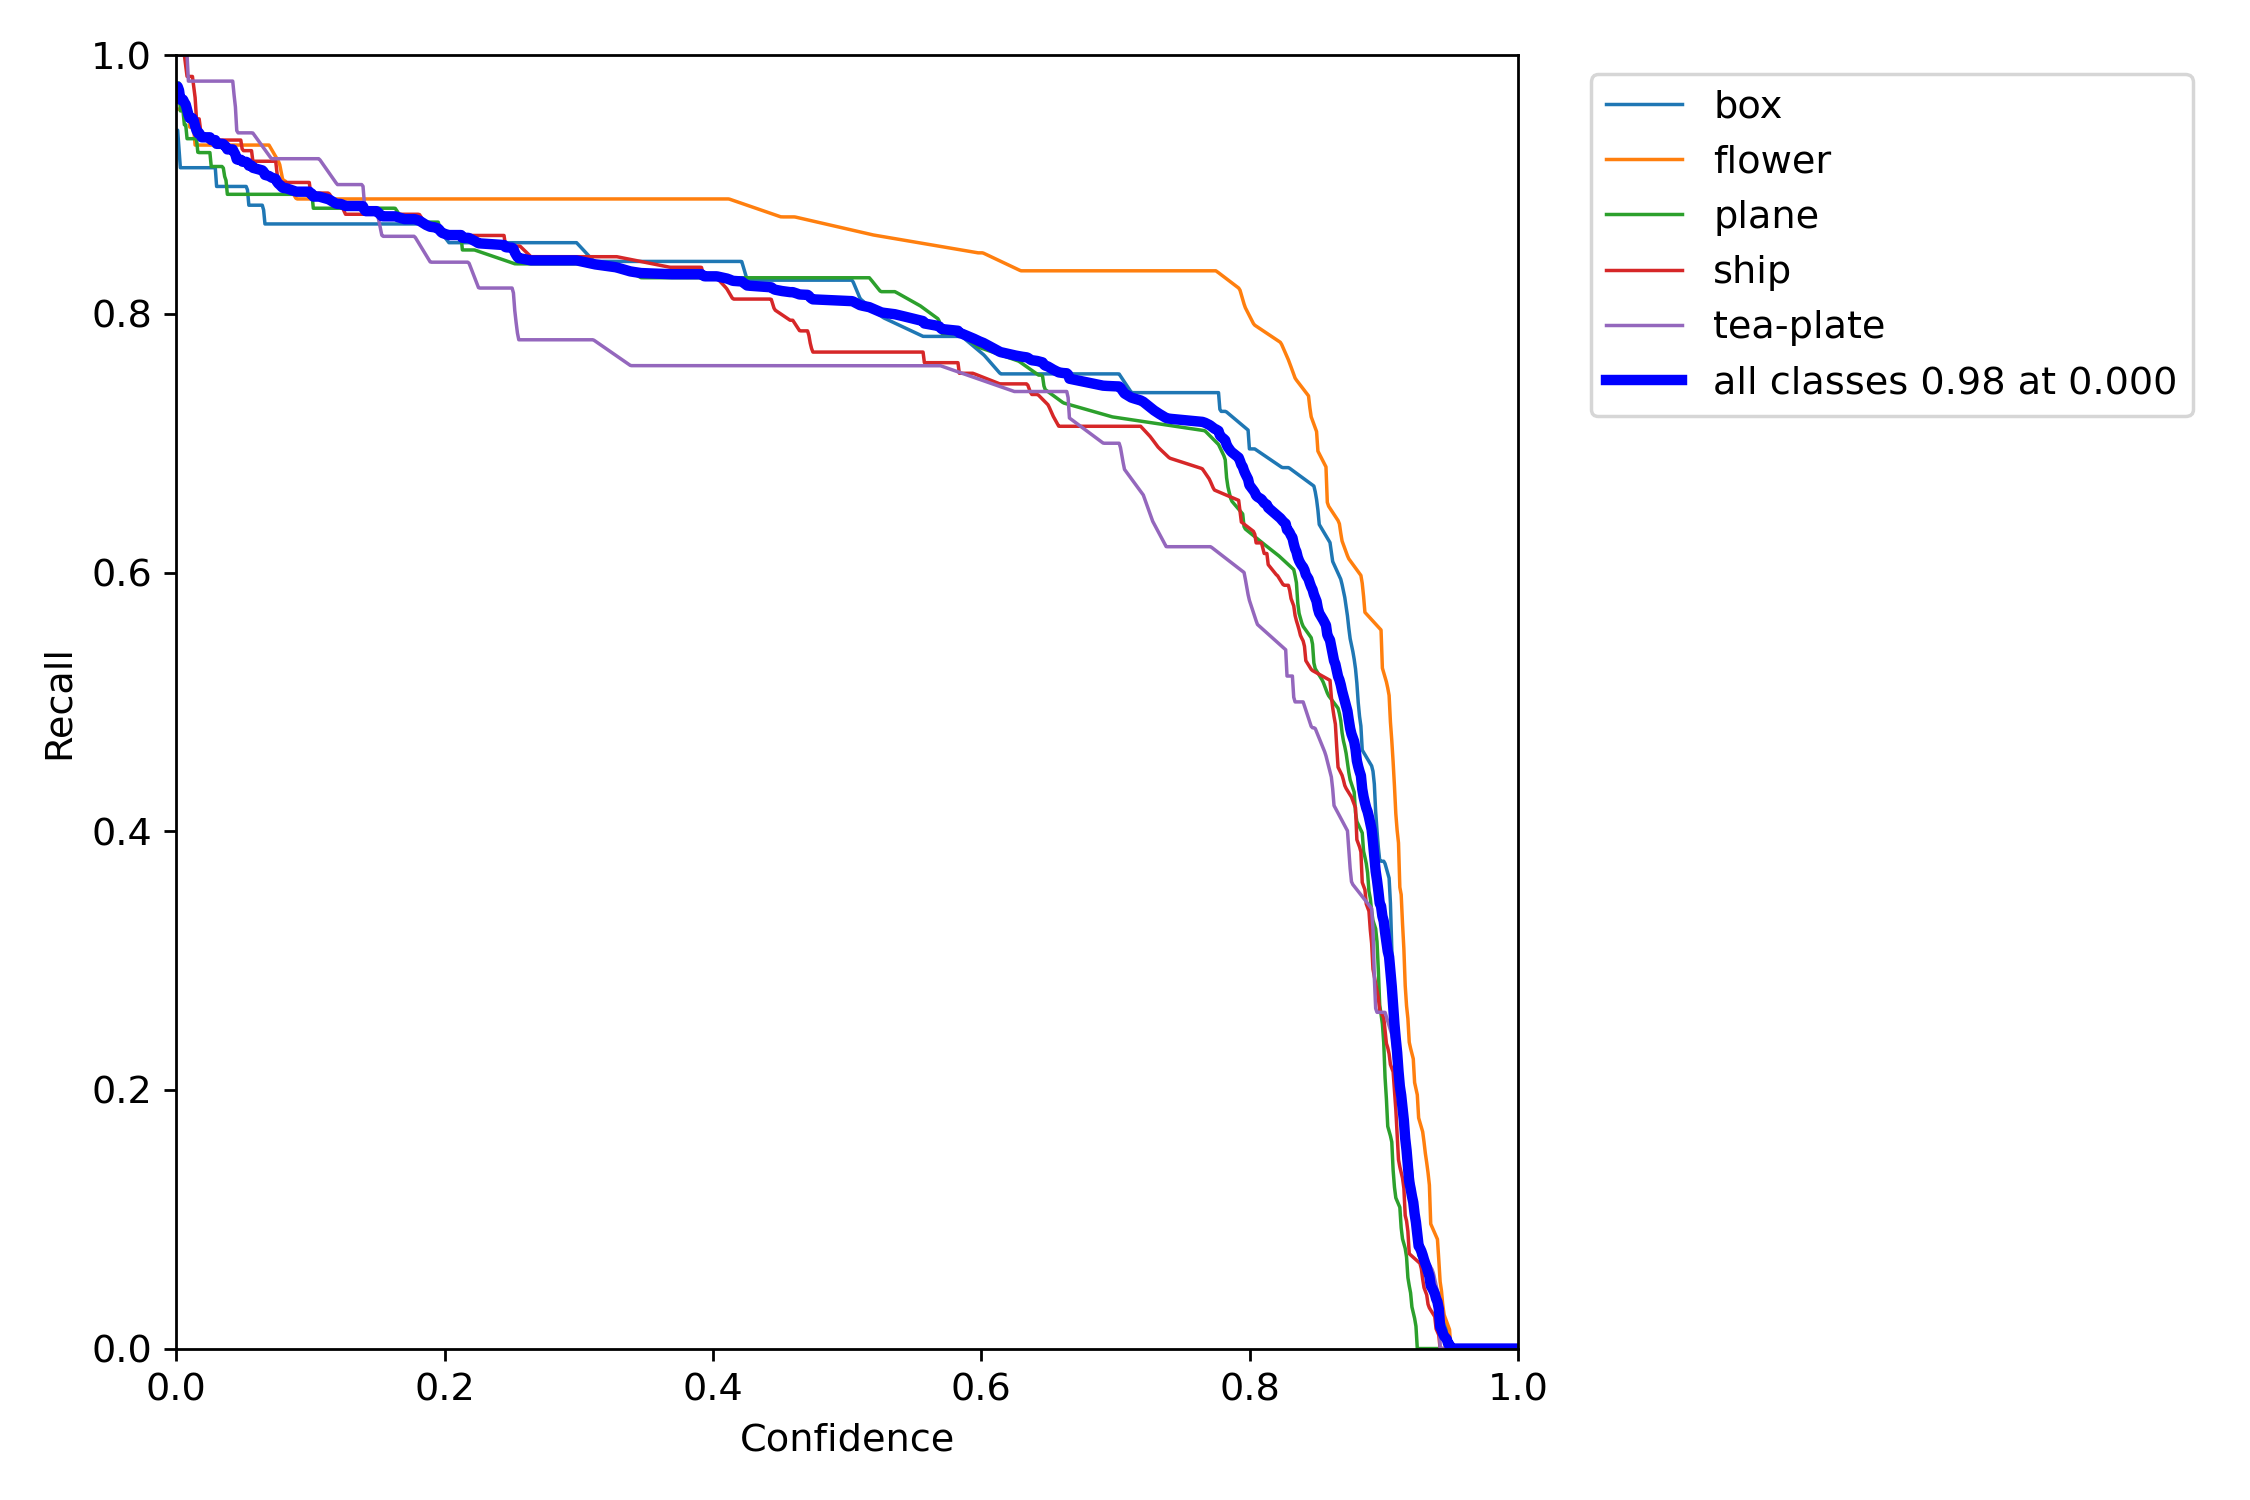 1.0
0.8
0.6
0.4
0.2
0.0
Recall
0.0 0.2 0.4 0.6 0.8 1.0
Confidence
box
flower
plane
ship
tea-plate
all classes 0.98 at 0.000